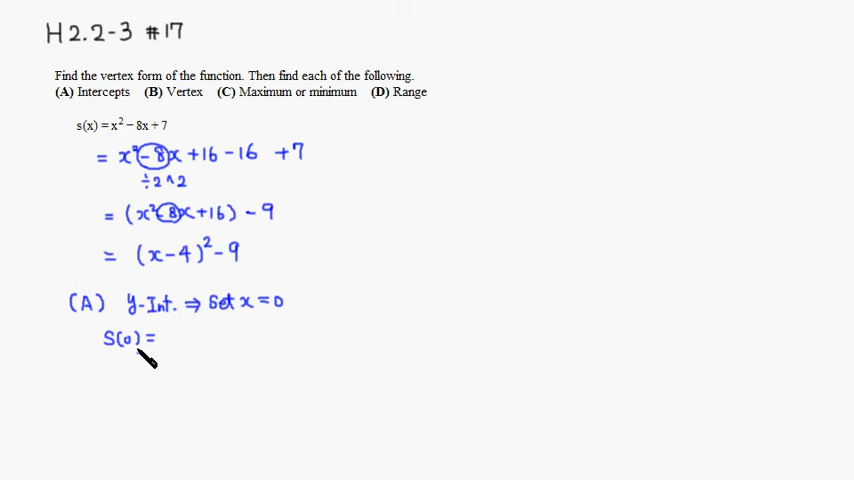 H 2.2-3 #17
Find the vertex form of the function. Then find each of the following.
(A) Intercepts (B) Vertex (C) Maximum or minimum (D) Range
s(x) = x² − 8x + 7
= x² − 8x + 16 − 16 + 7
÷2 ^2
= (x² − 8x + 16) − 9
= (x − 4)² − 9
(A) y-Int. ⇒ Set x = 0
S(0) =